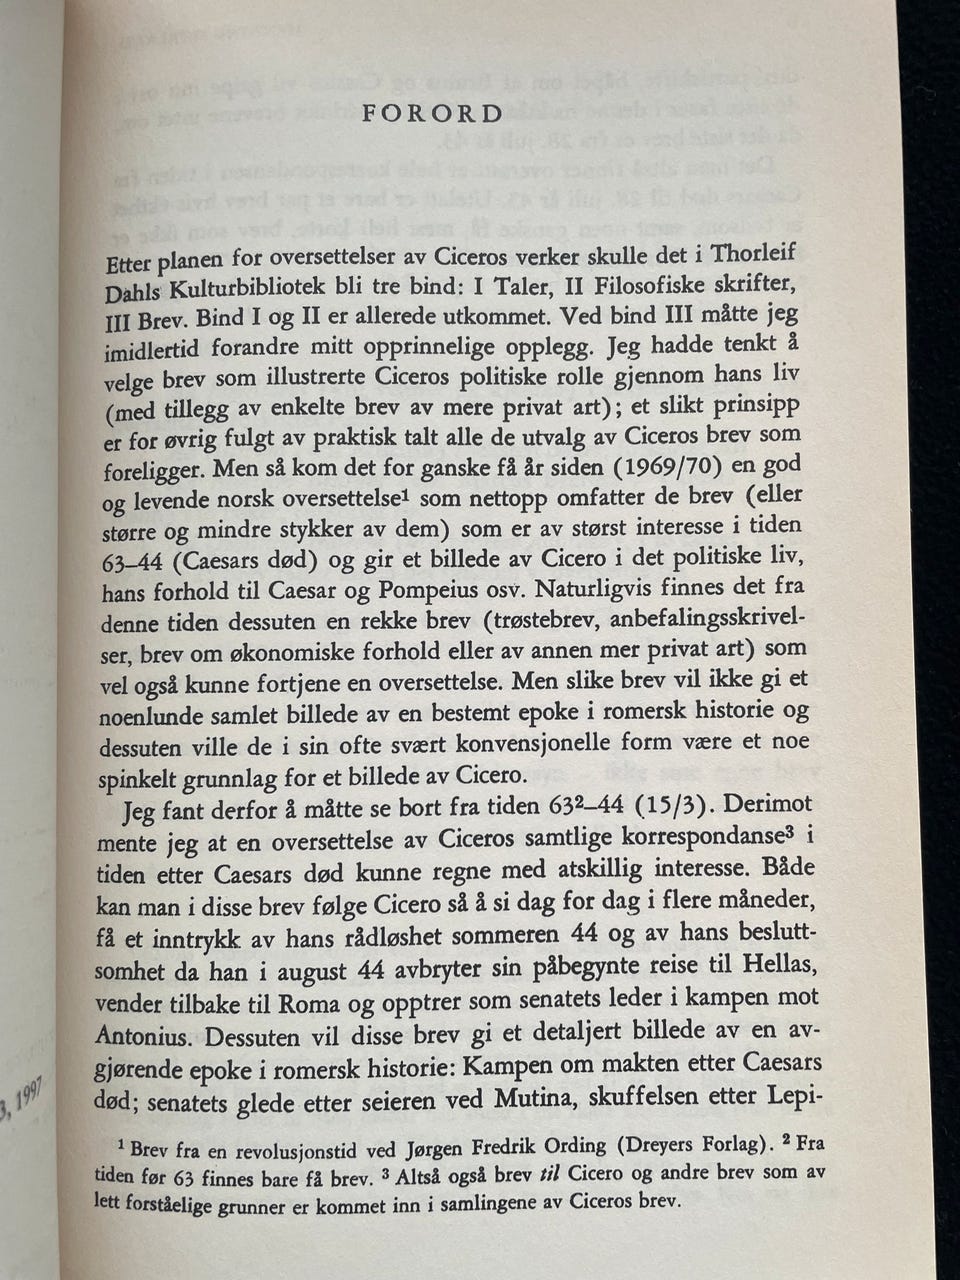 FORORD
Etter planen for oversettelser av Ciceros verker skulle det i Thorleif
Dahls Kulturbibliotek bli tre bind: I Taler, II Filosofiske skrifter,
III Brev. Bind I og II er allerede utkommet. Ved bind III måtte jeg
imidlertid forandre mitt opprinnelige opplegg. Jeg hadde tenkt å
velge brev som illustrerte Ciceros politiske rolle gjennom hans liv
(med tillegg av enkelte brev av mere privat art); et slikt prinsipp
er for øvrig fulgt av praktisk talt alle de utvalg av Ciceros brev som
foreligger. Men så kom det for ganske få år siden (1969/70) en god
og levende norsk oversettelse¹ som nettopp omfatter de brev (eller
større og mindre stykker av dem) som er av størst interesse i tiden
63–44 (Caesars død) og gir et billede av Cicero i det politiske liv,
hans forhold til Caesar og Pompeius osv. Naturligvis finnes det fra
denne tiden dessuten en rekke brev (trøstebrev, anbefalingsskrivel-
ser, brev om økonomiske forhold eller av annen mer privat art) som
vel også kunne fortjene en oversettelse. Men slike brev vil ikke gi et
noenlunde samlet billede av en bestemt epoke i romersk historie og
dessuten ville de i sin ofte svært konvensjonelle form være et noe
spinkelt grunnlag for et billede av Cicero.
Jeg fant derfor å måtte se bort fra tiden 63²–44 (15/3). Derimot
mente jeg at en oversettelse av Ciceros samtlige korrespondanse³ i
tiden etter Caesars død kunne regne med atskillig interesse. Både
kan man i disse brev følge Cicero så å si dag for dag i flere måneder,
få et inntrykk av hans rådløshet sommeren 44 og av hans beslutt-
somhet da han i august 44 avbryter sin påbegynte reise til Hellas,
vender tilbake til Roma og opptrer som senatets leder i kampen mot
Antonius. Dessuten vil disse brev gi et detaljert billede av en av-
gjørende epoke i romersk historie: Kampen om makten etter Caesars
død; senatets glede etter seieren ved Mutina, skuffelsen etter Lepi-
¹ Brev fra en revolusjonstid ved Jørgen Fredrik Ording (Dreyers Forlag). ² Fra
tiden før 63 finnes bare få brev. ³ Altså også brev til Cicero og andre brev som av
lett forståelige grunner er kommet inn i samlingene av Ciceros brev.
3, 1997